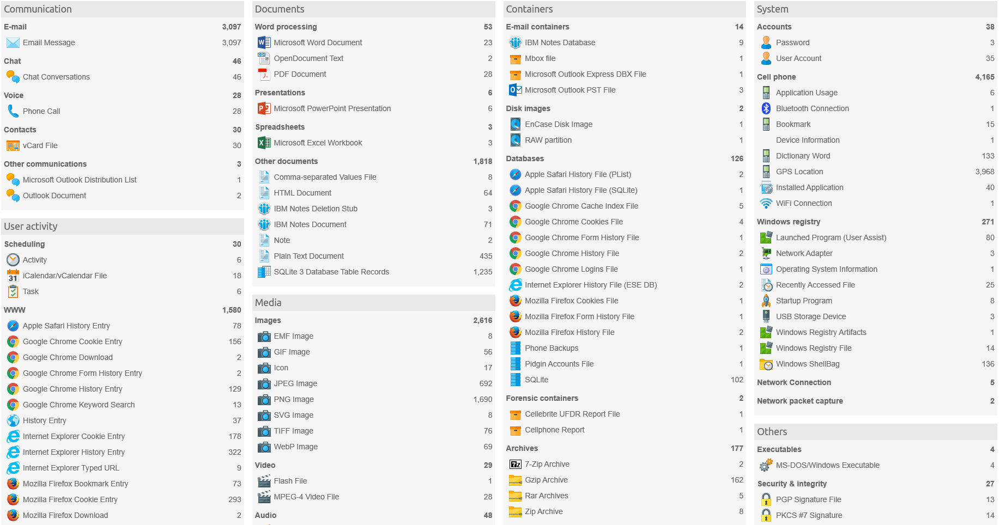 Communication
E-mail 3,097
Email Message 3,097
Chat 46
Chat Conversations 46
Voice 28
Phone Call 28
Contacts 30
vCard File 30
Other communications 3
Microsoft Outlook Distribution List 1
Outlook Document 2
User activity
Scheduling 30
Activity 6
31 iCalendar/vCalendar File 18
Task 6
WWW 1,580
Apple Safari History Entry 78
Google Chrome Cookie Entry 156
Google Chrome Download 2
Google Chrome Form History Entry 2
Google Chrome History Entry 129
Google Chrome Keyword Search 13
History Entry 37
Internet Explorer Cookie Entry 178
Internet Explorer History Entry 322
Internet Explorer Typed URL 9
Mozilla Firefox Bookmark Entry 73
Mozilla Firefox Cookie Entry 293
Mozilla Firefox Download 2
Documents
Word processing 53
Microsoft Word Document 23
OpenDocument Text 2
PDF Document 28
Presentations 6
Microsoft PowerPoint Presentation 6
Spreadsheets 3
Microsoft Excel Workbook 3
Other documents 1,818
Comma-separated Values File 8
HTML Document 64
IBM Notes Deletion Stub 3
IBM Notes Document 71
Note 2
Plain Text Document 435
SQLite 3 Database Table Records 1,235
Media
Images 2,616
EMF Image 8
GIF Image 56
Icon 17
JPEG Image 692
PNG Image 1,690
SVG Image 8
TIFF Image 76
WebP Image 69
Video 29
Flash File 1
MPEG-4 Video File 28
Audio 48
Containers
E-mail containers 14
IBM Notes Database 9
Mbox file 1
Microsoft Outlook Express DBX File 1
Microsoft Outlook PST File 3
Disk images 2
EnCase Disk Image 1
RAW partition 1
Databases 126
Apple Safari History File (PList) 2
Apple Safari History File (SQLite) 1
Google Chrome Cache Index File 5
Google Chrome Cookies File 4
Google Chrome Form History File 1
Google Chrome History File 2
Google Chrome Logins File 1
Internet Explorer History File (ESE DB) 2
Mozilla Firefox Cookies File 1
Mozilla Firefox Form History File 1
Mozilla Firefox History File 2
Phone Backups 1
Pidgin Accounts File 1
SQLite 102
Forensic containers 2
Cellebrite UFDR Report File 1
Cellphone Report 1
Archives 177
7z 7-Zip Archive 2
Gzip Archive 162
Rar Archives 5
Zip Archive 8
System
Accounts 38
Password 3
User Account 35
Cell phone 4,165
Application Usage 6
Bluetooth Connection 1
Bookmark 15
Device Information 1
Dictionary Word 133
GPS Location 3,968
Installed Application 40
WiFi Connection 1
Windows registry 271
Launched Program (User Assist) 80
Network Adapter 3
Operating System Information 1
Recently Accessed File 25
Startup Program 8
USB Storage Device 3
Windows Registry Artifacts 1
Windows Registry File 14
Windows ShellBag 136
Network Connection 5
Network packet capture 2
Others
Executables 4
MS-DOS/Windows Executable 4
Security & integrity 27
PGP Signature File 13
PKCS #7 Signature 14